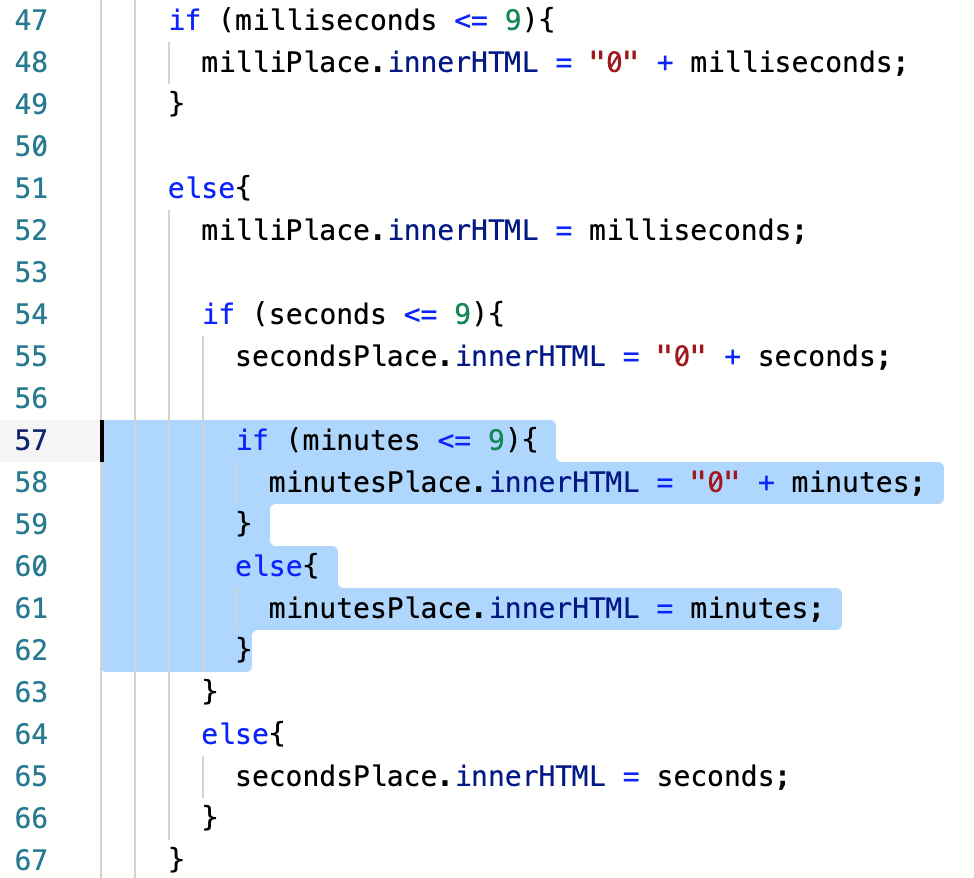 47 if (milliseconds <= 9){
48 milliPlace.innerHTML = "0" + milliseconds;
49 }
50
51 else{
52 milliPlace.innerHTML = milliseconds;
53
54 if (seconds <= 9){
55 secondsPlace.innerHTML = "0" + seconds;
56
57 if (minutes <= 9){
58 minutesPlace.innerHTML = "0" + minutes;
59 }
60 else{
61 minutesPlace.innerHTML = minutes;
62 }
63 }
64 else{
65 secondsPlace.innerHTML = seconds;
66 }
67 }